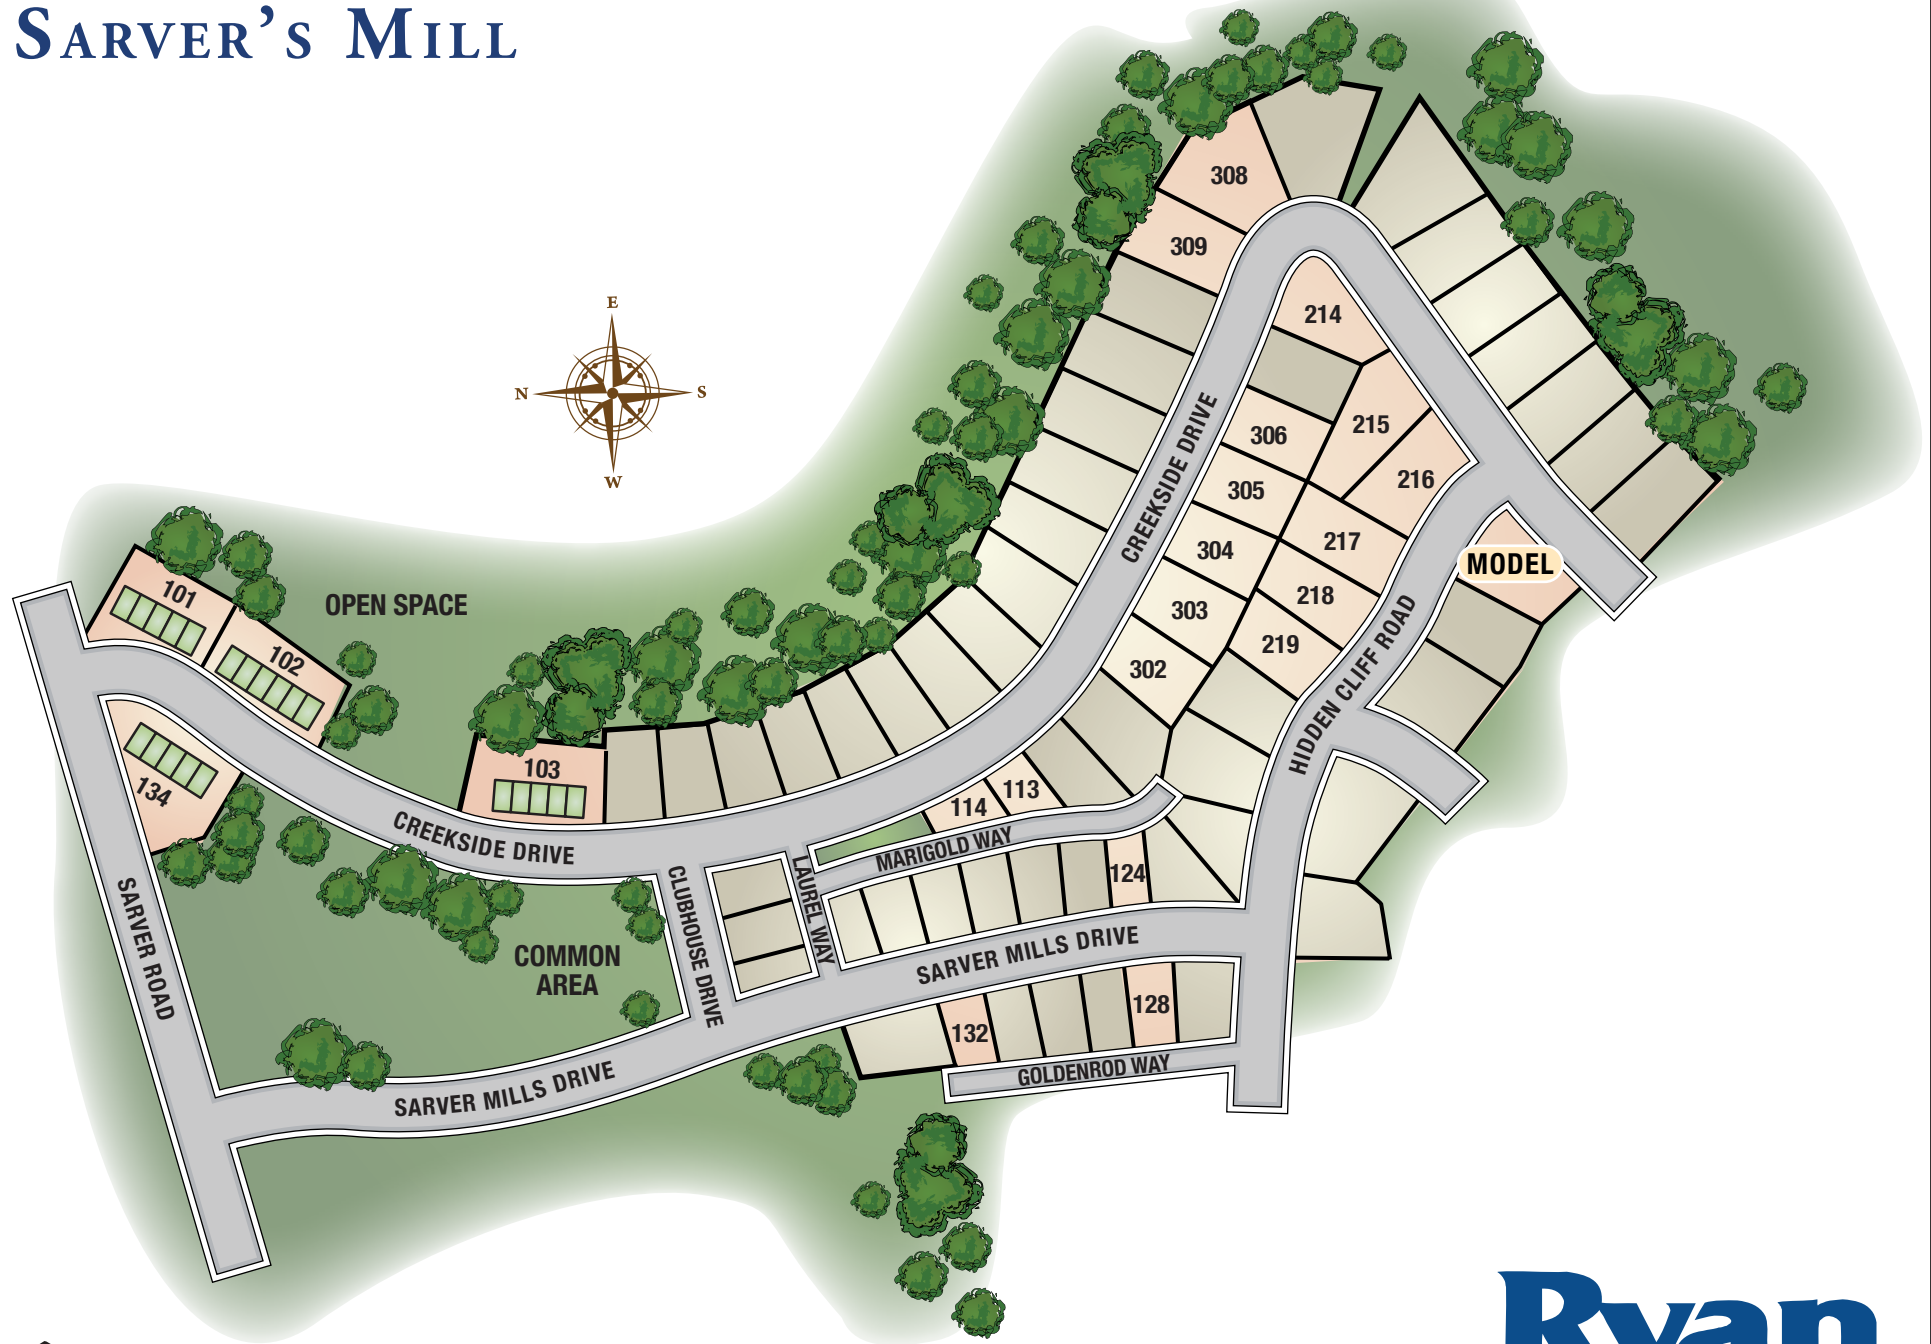 SARVER'S MILL
308
309
E
N
S
W
214
215
306
216
305
CREEKSIDE DRIVE
217
304
MODEL
218
303
101
OPEN SPACE
219
HIDDEN CLIFF ROAD
102
302
103
134
113
114
CREEKSIDE DRIVE
MARIGOLD WAY
124
LAUREL WAY
CLUBHOUSE DRIVE
SARVER ROAD
COMMON
AREA
SARVER MILLS DRIVE
128
132
GOLDENROD WAY
SARVER MILLS DRIVE
Ryan